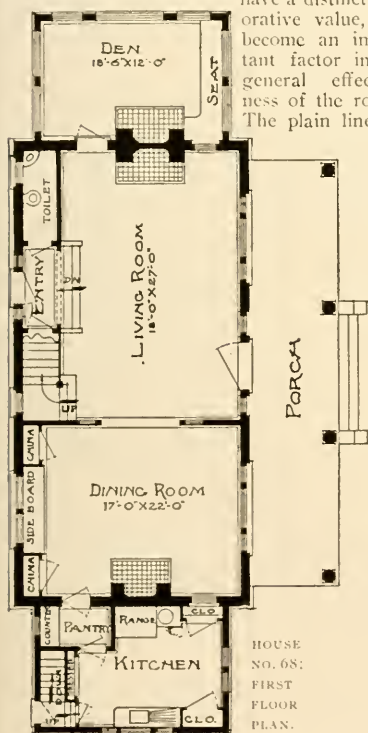 have a distinct
orative value,
become an im
tant factor in
general effec
ness of the ro
The plain line
DEN
18'-6"X12'-0"
SEAT
TOILET
ENTRY
DN
LIVING ROOM
18'-0"X27'-0"
UP
PORCH
CHINA
SIDE BOARD
CHINA
DINING ROOM
17'-0"X22'-0"
COUNTER
PANTRY
RANGE
CLO.
KITCHEN
DOWN
UP
CLO.
HOUSE
NO. 68;
FIRST
FLOOR
PLAN.